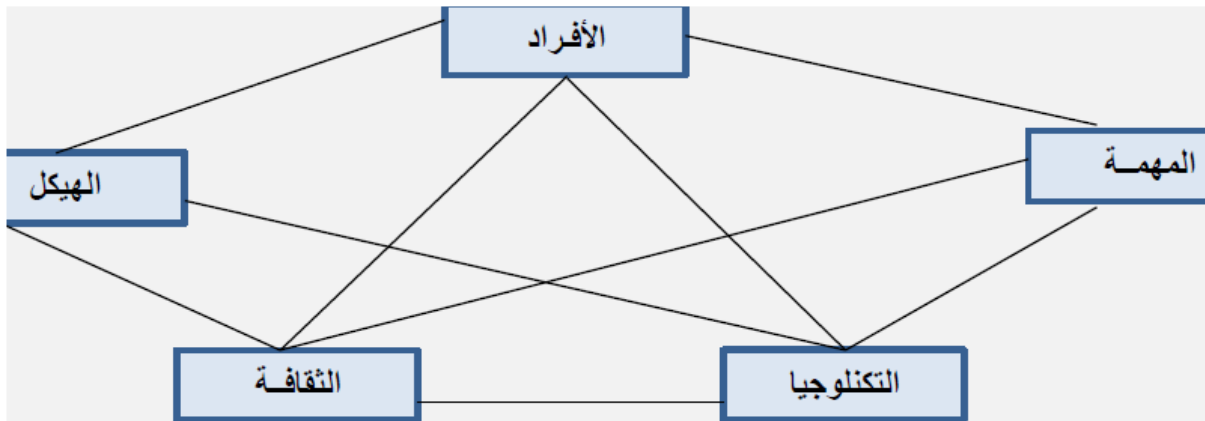 الأفـراد
المهمــة
الهيكل
التكنلوجيا
الثقافــة